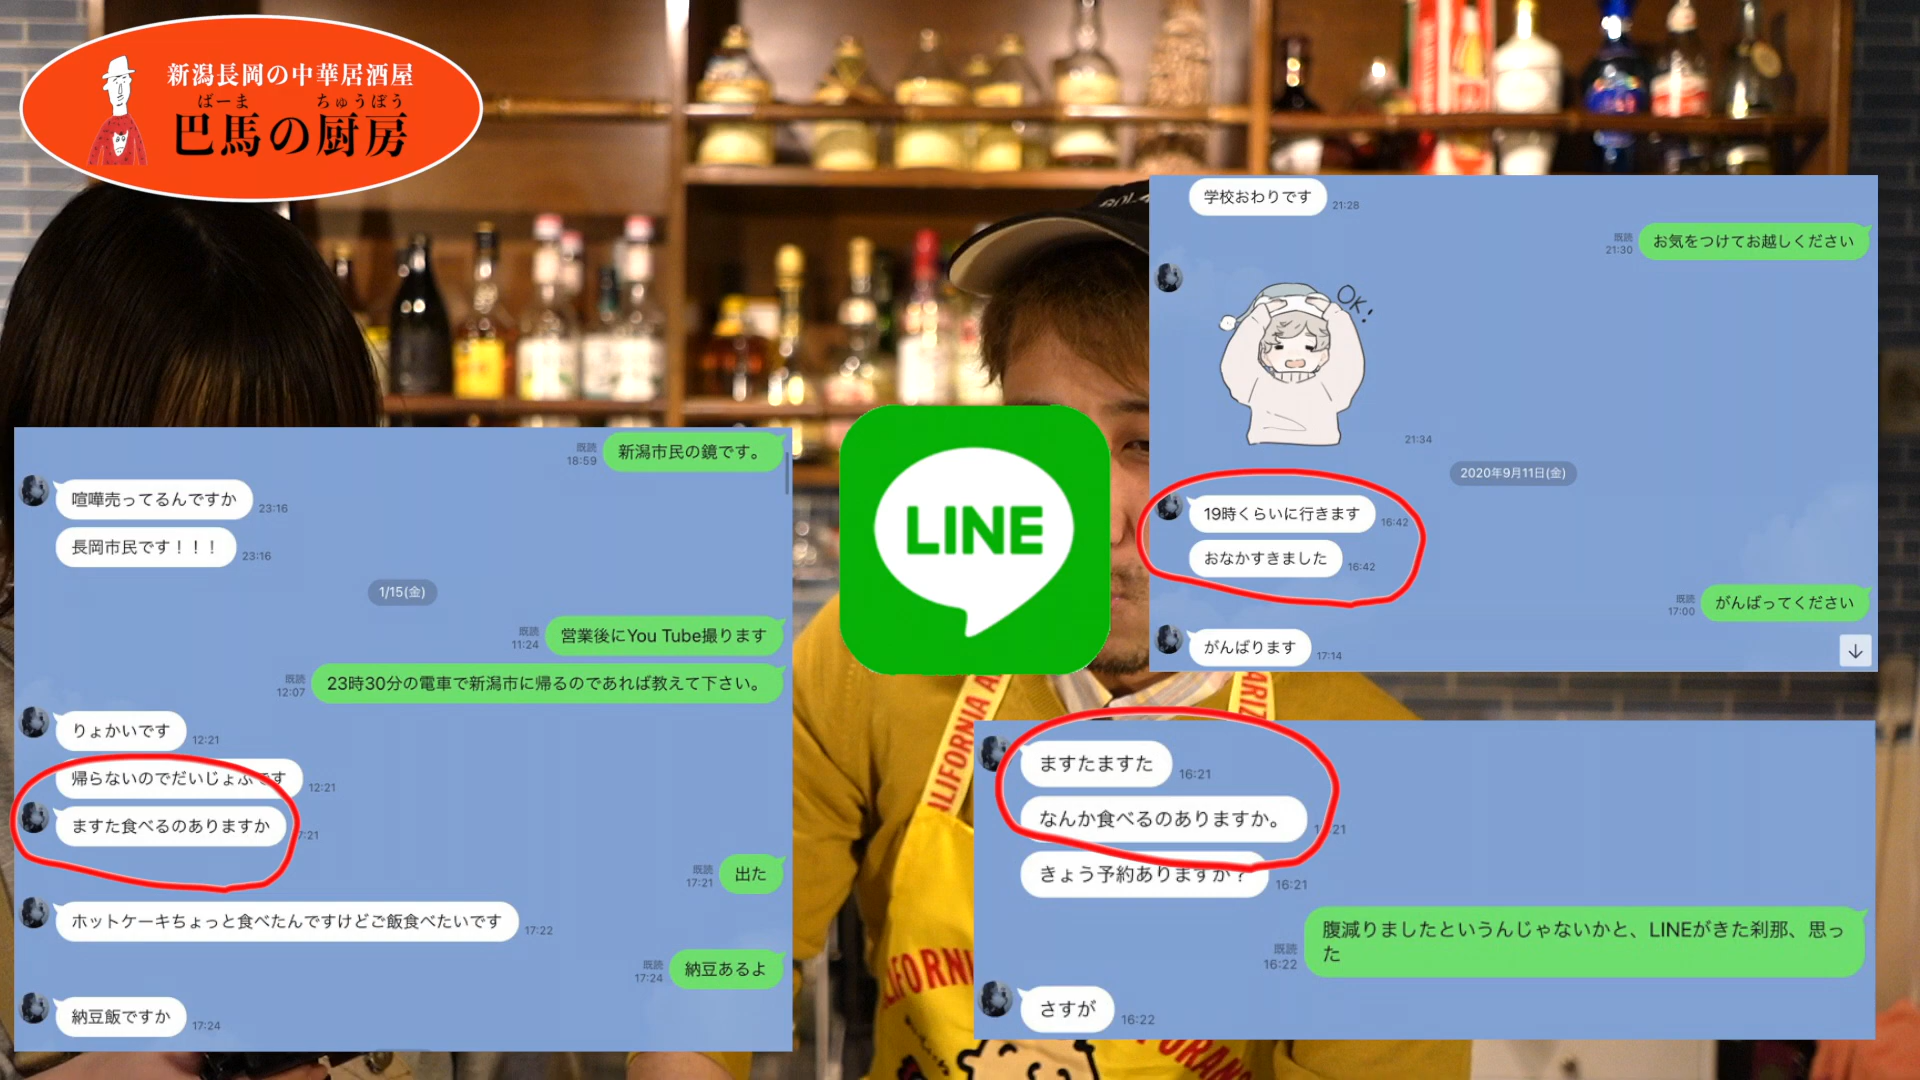 新潟長岡の中華居酒屋
ばーま ちゅうぼう
巴馬の厨房
既読
18:59
新潟市民の鏡です。
喧嘩売ってるんですか
23:16
長岡市民です！！！
23:16
1/15(金)
既読
11:24
営業後にYou Tube撮ります
既読
12:07
23時30分の電車で新潟市に帰るのであれば教えて下さい。
りょかいです
12:21
帰らないのでだいじょぶです
12:21
ますた食べるのありますか
7:21
既読
17:21
出た
ホットケーキちょっと食べたんですけどご飯食べたいです
17:22
既読
17:24
納豆あるよ
納豆飯ですか
17:24
LINE
学校おわりです
21:28
既読
21:30
お気をつけてお越しください
OK!
21:34
2020年9月11日(金)
19時くらいに行きます
16:42
おなかすきました
16:42
既読
17:00
がんばってください
がんばります
17:14
ますたますた
16:21
なんか食べるのありますか。
21
きょう予約ありますか？
16:21
既読
16:22
腹減りましたというんじゃないかと、LINEがきた刹那、思っ
た
さすが
16:22
CALIFORNIA